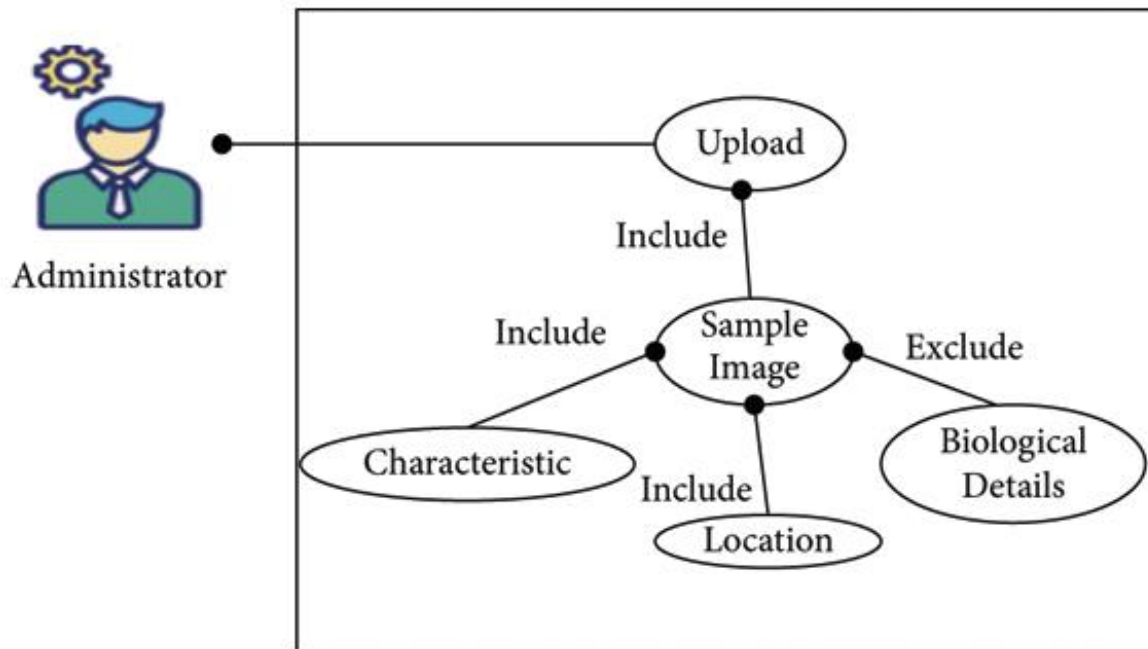 Upload
Include
Administrator
Include
Sample
Image
Exclude
Characteristic
Biological
Details
Include
Location